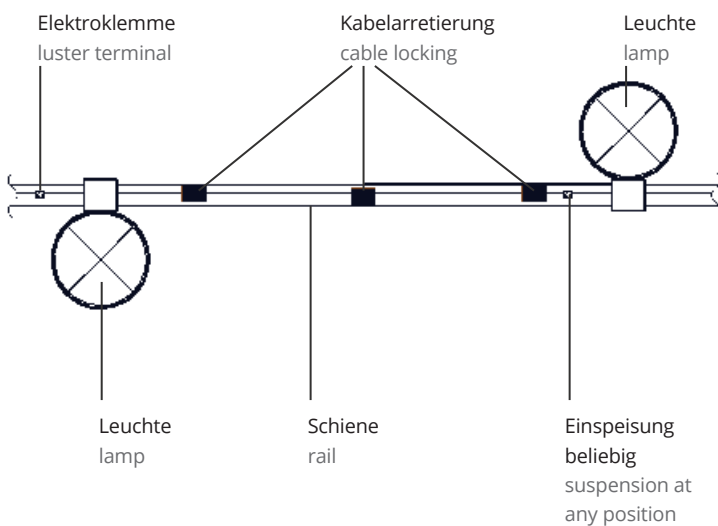 Elektroklemme
luster terminal
Kabelarretierung
cable locking
Leuchte
lamp
Leuchte
lamp
Schiene
rail
Einspeisung
beliebig
suspension at
any position